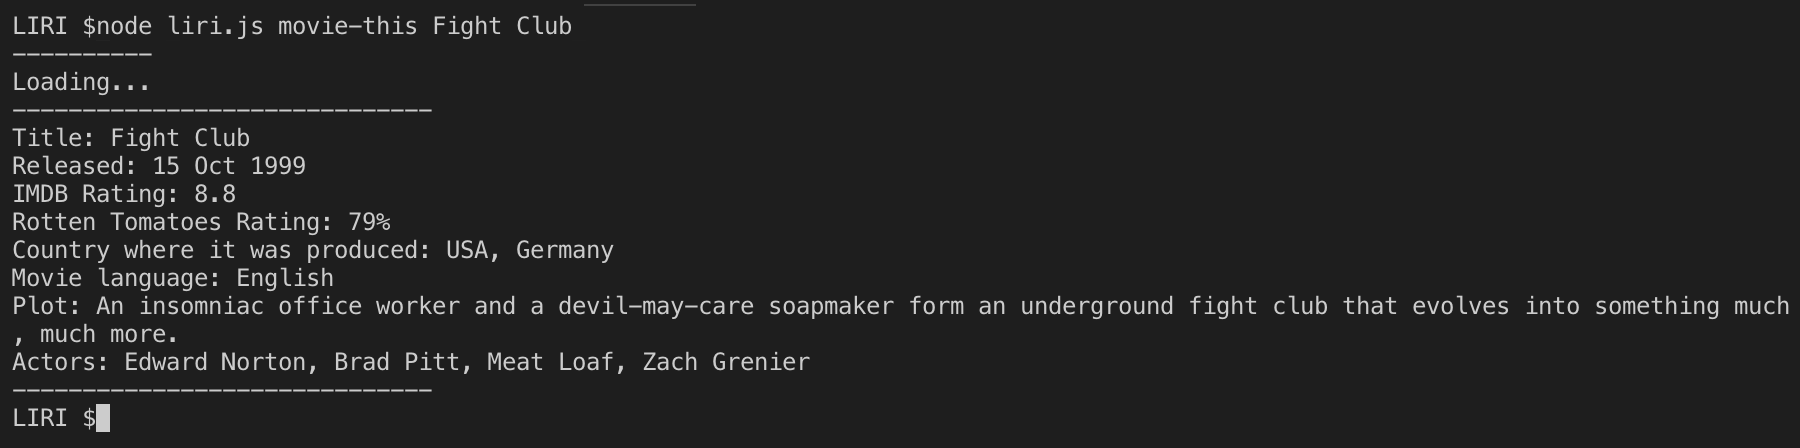 LIRI $node liri.js movie-this Fight Club
----------
Loading...
------------------------------
Title: Fight Club
Released: 15 Oct 1999
IMDB Rating: 8.8
Rotten Tomatoes Rating: 79%
Country where it was produced: USA, Germany
Movie language: English
Plot: An insomniac office worker and a devil-may-care soapmaker form an underground fight club that evolves into something much
, much more.
Actors: Edward Norton, Brad Pitt, Meat Loaf, Zach Grenier
------------------------------
LIRI $